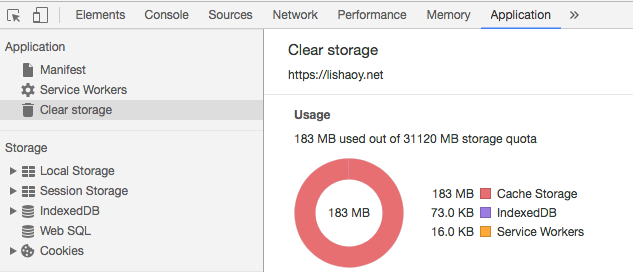 Elements Console Sources Network Performance Memory Application »
Application
Manifest
Service Workers
Clear storage
Storage
Local Storage
Session Storage
IndexedDB
Web SQL
Cookies
Clear storage
https://lishaoy.net
Usage
183 MB used out of 31120 MB storage quota
183 MB
183 MB Cache Storage
73.0 KB IndexedDB
16.0 KB Service Workers